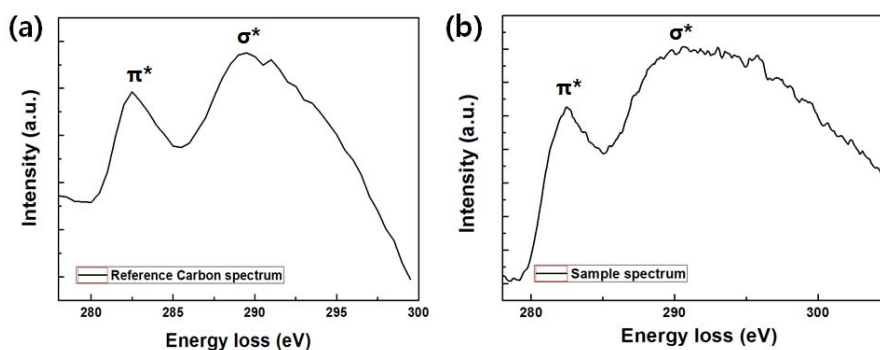 (a)
π*
σ*
Intensity (a.u.)
Reference Carbon spectrum
280 285 290 295 300
Energy loss (eV)
(b)
π*
σ*
Intensity (a.u.)
Sample spectrum
280 290 300
Energy loss (eV)